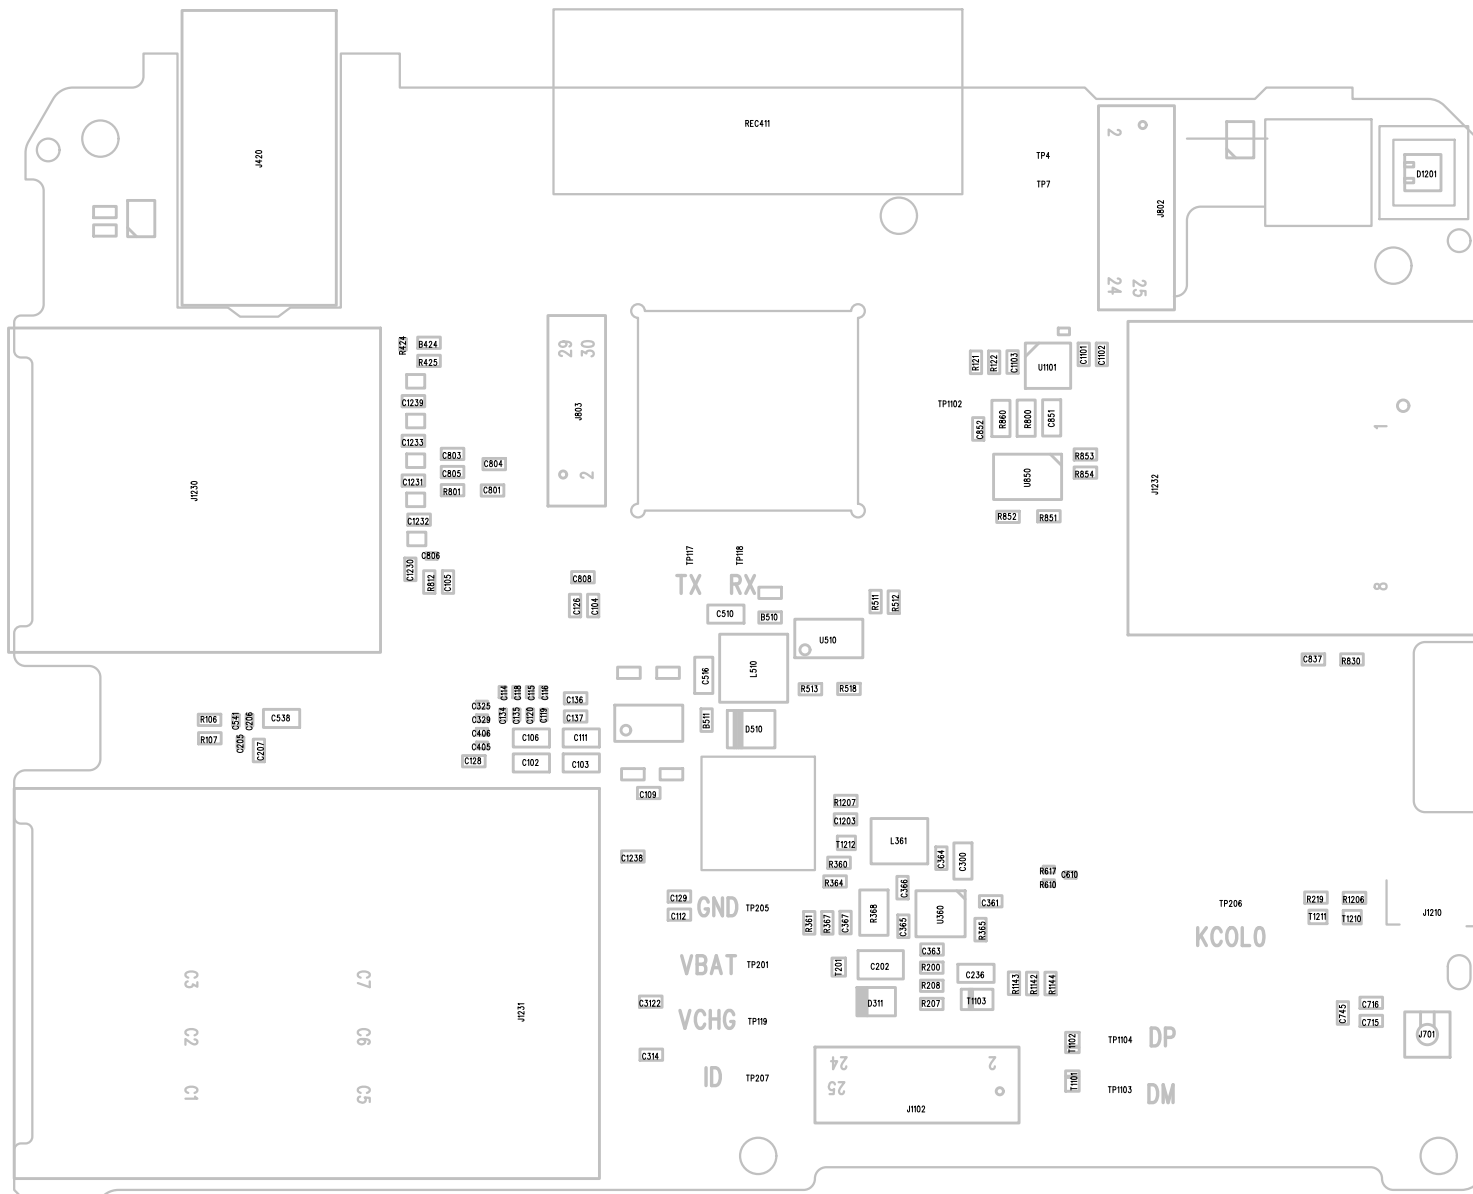 REC411
J420
TP4
TP7
2
J802
24
25
D1201
R424
B424
R425
C1239
C1233
C1231
C1232
C1230
C806
R812
C105
C803
C805
R801
C804
C801
J1230
29
30
J803
2
R121
R122
C1103
U1101
C1101
C1102
TP1102
C852
R860
R800
C851
U850
R853
R854
R852
R851
J1232
1
8
TP117
TP118
TX
RX
C808
C126
C104
C510
B510
R511
R512
U510
L510
C516
R513
R518
B511
D510
C837
R830
R106
R107
C541
C206
C205
C207
C538
C325
C329
C406
C405
C128
C114
C118
C115
C116
C134
C135
C120
C119
C136
C137
C106
C111
C102
C103
C109
C1238
R1207
C1203
T1212
R360
R364
L361
C364
C300
C366
R361
R367
C367
R368
C365
U360
C361
R365
C363
R617
R610
C610
C129
C112
GND
TP205
VBAT
TP201
VCHG
TP119
ID
TP207
C3122
C314
T201
C202
R200
R208
R207
C236
D311
T1103
R1143
R1142
R1144
TP206
KCOLO
R219
R1206
T1211
T1210
J1210
C745
C716
C715
J701
T1102
TP1104
DP
T1101
TP1103
DM
24
25
2
J1102
C3
C7
C2
C6
C1
C5
J1231